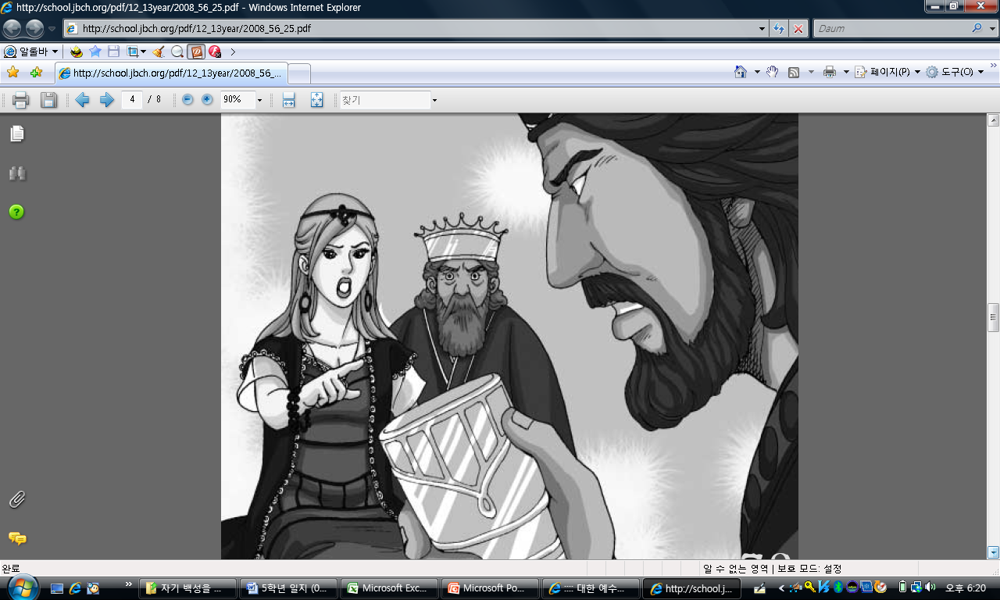 http://school.jbch.org/pdf/12_13year/2008_56_25.pdf - Windows Internet Explorer
http://school.jbch.org/pdf/12_13year/2008_56_25.pdf
Daum
알툴바
http://school.jbch.org/pdf/12_13year/2008_56_...
페이지(P)
도구(O)
4 / 8
90%
찾기
완료
알 수 없는 영역 | 보호 모드: 설정
자기 백성을 ...
5학년 일지 (0...
Microsoft Exc...
Microsoft Po...
:::: 대한 예수...
http://school.j...
오후 6:20